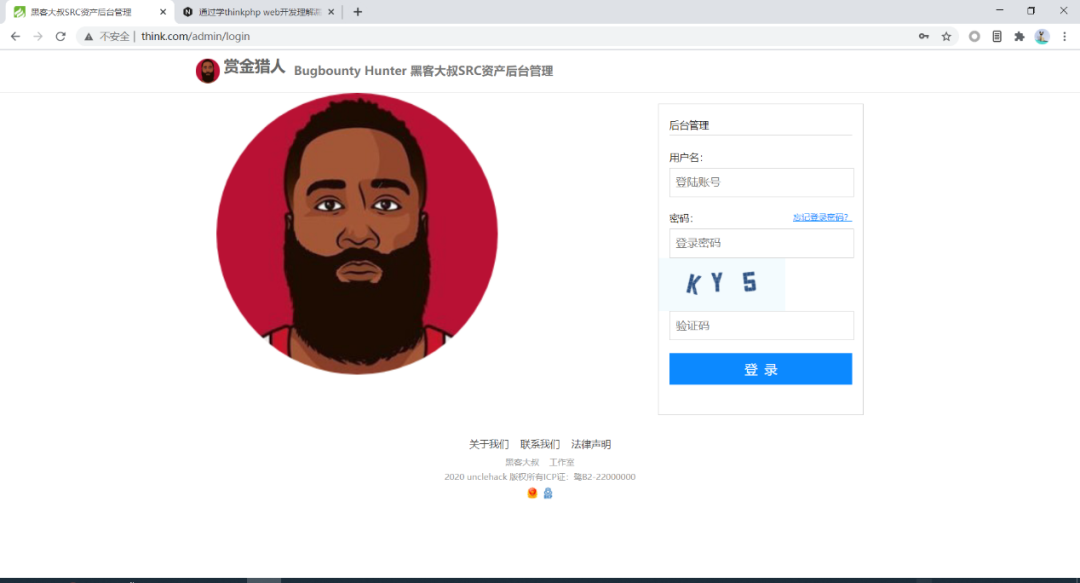 黑客大叔SRC资产后台管理
通过学thinkphp web开发理解
不安全 | think.com/admin/login
赏金猎人 Bugbounty Hunter 黑客大叔SRC资产后台管理
后台管理
用户名:
登陆账号
密码: 忘记登录密码?
登录密码
KY5
验证码
登 录
关于我们 联系我们 法律声明
黑客大叔 工作室
2020 unclehack 版权所有ICP证: B2-22000000